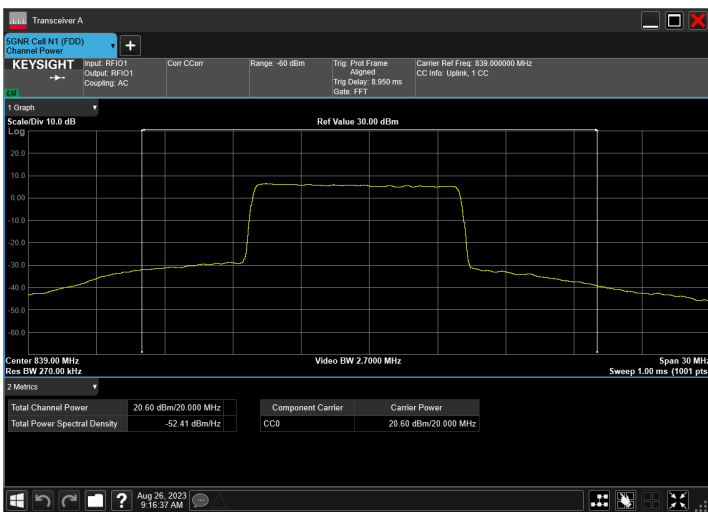 Transceiver A
5GNR Cell N1 (FDD)
Channel Power
KEYSIGHT
LXI
Input: RFIO1
Output: RFIO1
Coupling: AC
Corr CCorr
Range: -60 dBm
Trig: Prot Frame
Aligned
Trig Delay: 8.950 ms
Gate: FFT
Carrier Ref Freq: 839.000000 MHz
CC Info: Uplink, 1 CC
1 Graph
Scale/Div 10.0 dB
Ref Value 30.00 dBm
Log
20.0
10.0
0.00
-10.0
-20.0
-30.0
-40.0
-50.0
-60.0
Center 839.00 MHz
Video BW 2.7000 MHz
Span 30 MHz
Res BW 270.00 kHz
Sweep 1.00 ms (1001 pts
2 Metrics
Total Channel Power 20.60 dBm/20.000 MHz
Total Power Spectral Density -52.41 dBm/Hz
Component Carrier Carrier Power
CC0 20.60 dBm/20.000 MHz
?
Aug 26, 2023
9:16:37 AM